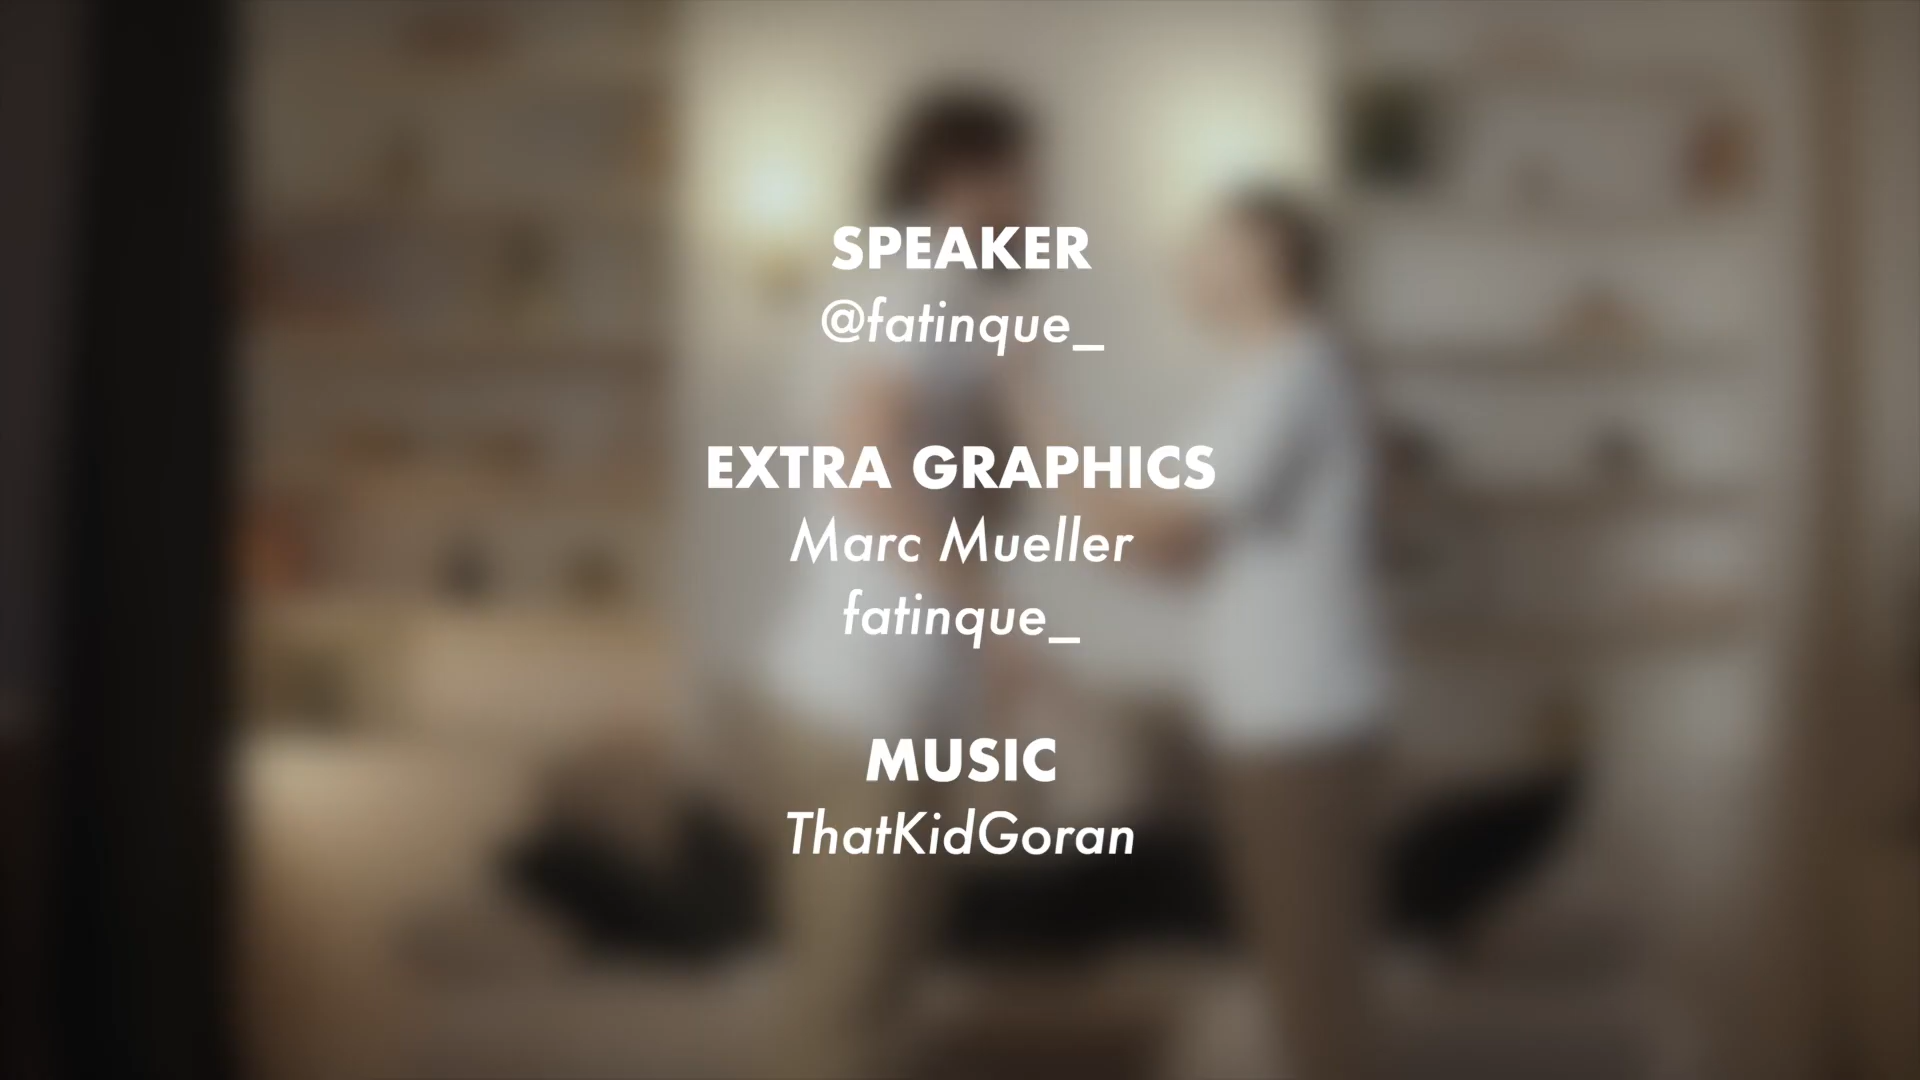 SPEAKER
@fatinque_
EXTRA GRAPHICS
Marc Mueller
fatinque_
MUSIC
ThatKidGoran